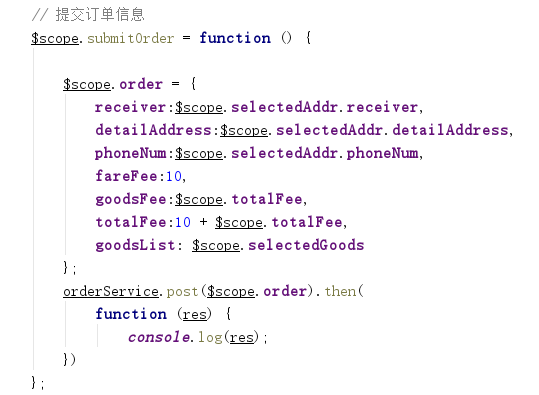 // 提交订单信息
$scope.submitOrder = function () {
$scope.order = {
receiver:$scope.selectedAddr.receiver,
detailAddress:$scope.selectedAddr.detailAddress,
phoneNum:$scope.selectedAddr.phoneNum,
fareFee:10,
goodsFee:$scope.totalFee,
totalFee:10 + $scope.totalFee,
goodsList: $scope.selectedGoods
};
orderService.post($scope.order).then(
function (res) {
console.log(res);
})
};